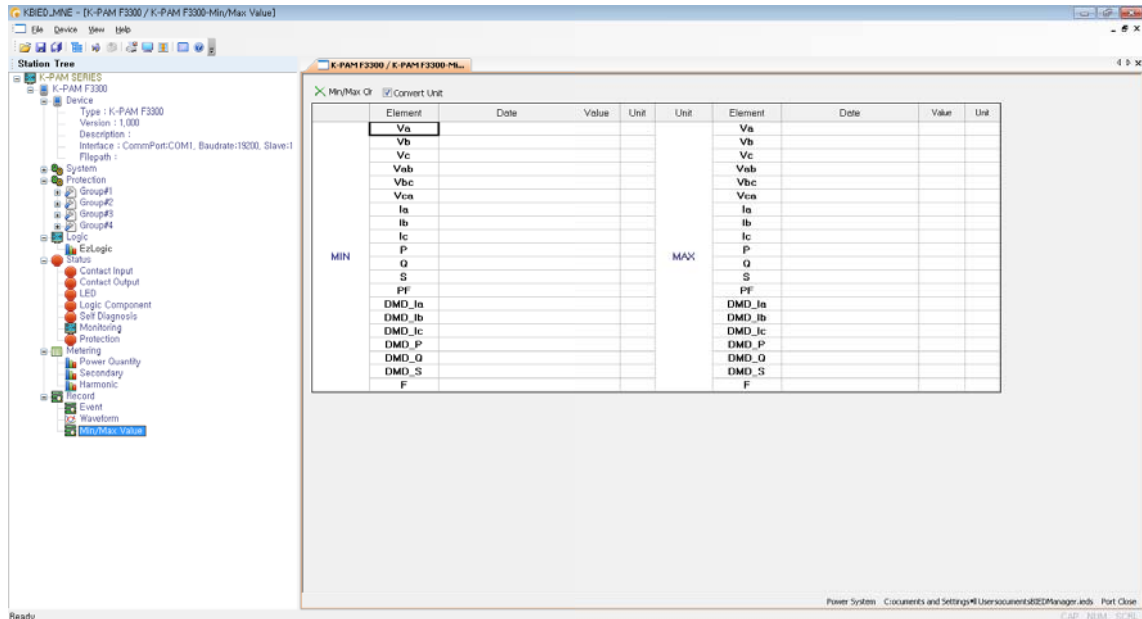 KBIED_MNE - [K-PAM F3300 / K-PAM F3300-Min/Max Value]
File Device View Help
Station Tree
K-PAM SERIES
K-PAM F3300
Device
Type : K-PAM F3300
Version : 1,000
Description :
Interface : CommPort:COM1, Baudrate:19200, Slave:1
Filepath :
System
Protection
Group#1
Group#2
Group#3
Group#4
Logic
EzLogic
Status
Contact Input
Contact Output
LED
Logic Component
Self Diagnosis
Monitoring
Protection
Metering
Power Quantity
Secondary
Harmonic
Record
Event
Waveform
Min/Max Value
K-PAM F3300 / K-PAM F3300-Mi...
Min/Max Clr Convert Unit
Element Date Value Unit Unit Element Date Value Unit
Va Va
Vb Vb
Vc Vc
Vab Vab
Vbc Vbc
Vca Vca
Ia Ia
Ib Ib
Ic Ic
P P
MIN MAX
Q Q
S S
PF PF
DMD_Ia DMD_Ia
DMD_Ib DMD_Ib
DMD_Ic DMD_Ic
DMD_P DMD_P
DMD_Q DMD_Q
DMD_S DMD_S
F F
Power System Port Close
Ready CAP NUM SCRL